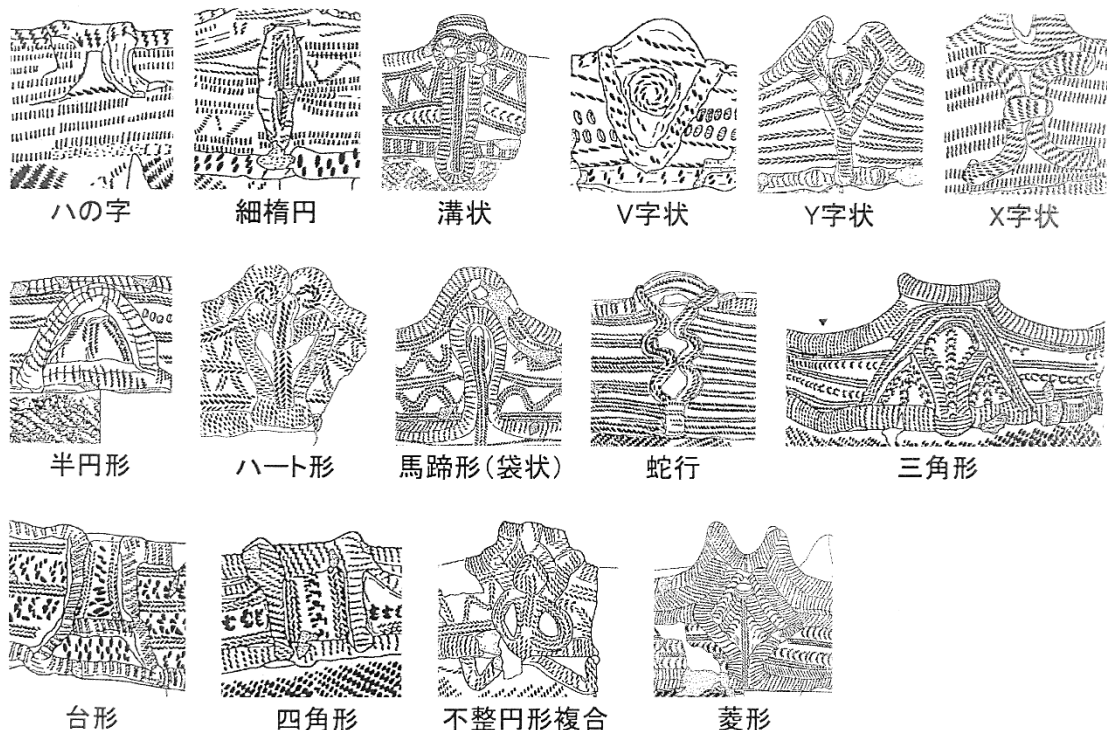 ハの字 細楕円 溝状 V字状 Y字状 X字状
半円形 ハート形 馬蹄形(袋状) 蛇行 三角形
台形 四角形 不整円形複合 菱形